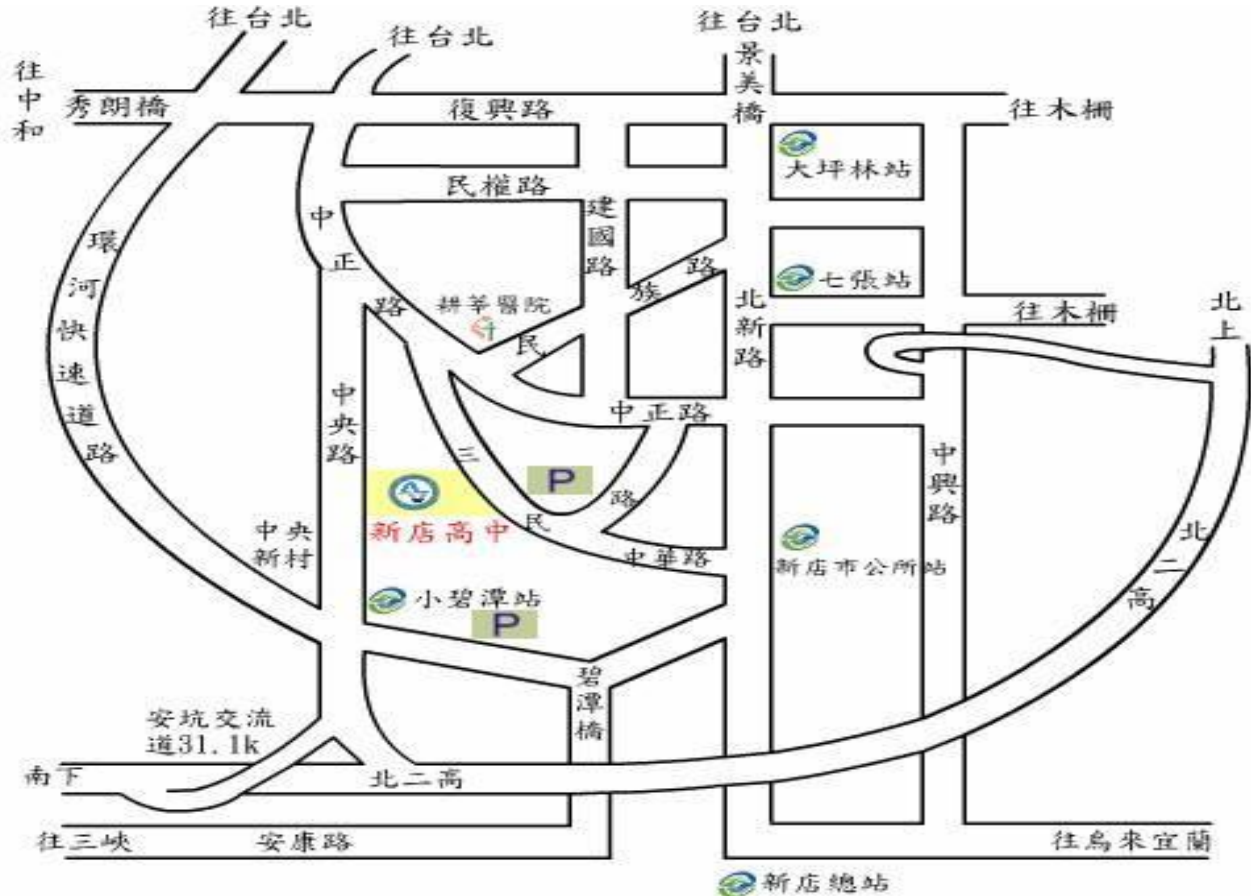 往台北
往台北
往台北
往中和
秀朗橋
復興路
景美橋
往木柵
大坪林站
民權路
中正路
建國路
環河快速道路
耕莘醫院
民族路
七張站
北新路
往木柵
北上
中央路
中正路
三民路
P
中興路
新店高中
中央
新村
中華路
新店市公所站
北二高
小碧潭站
P
碧潭橋
安坑交流
道31.1k
南下
北二高
往三峽
安康路
往烏來宜蘭
新店總站